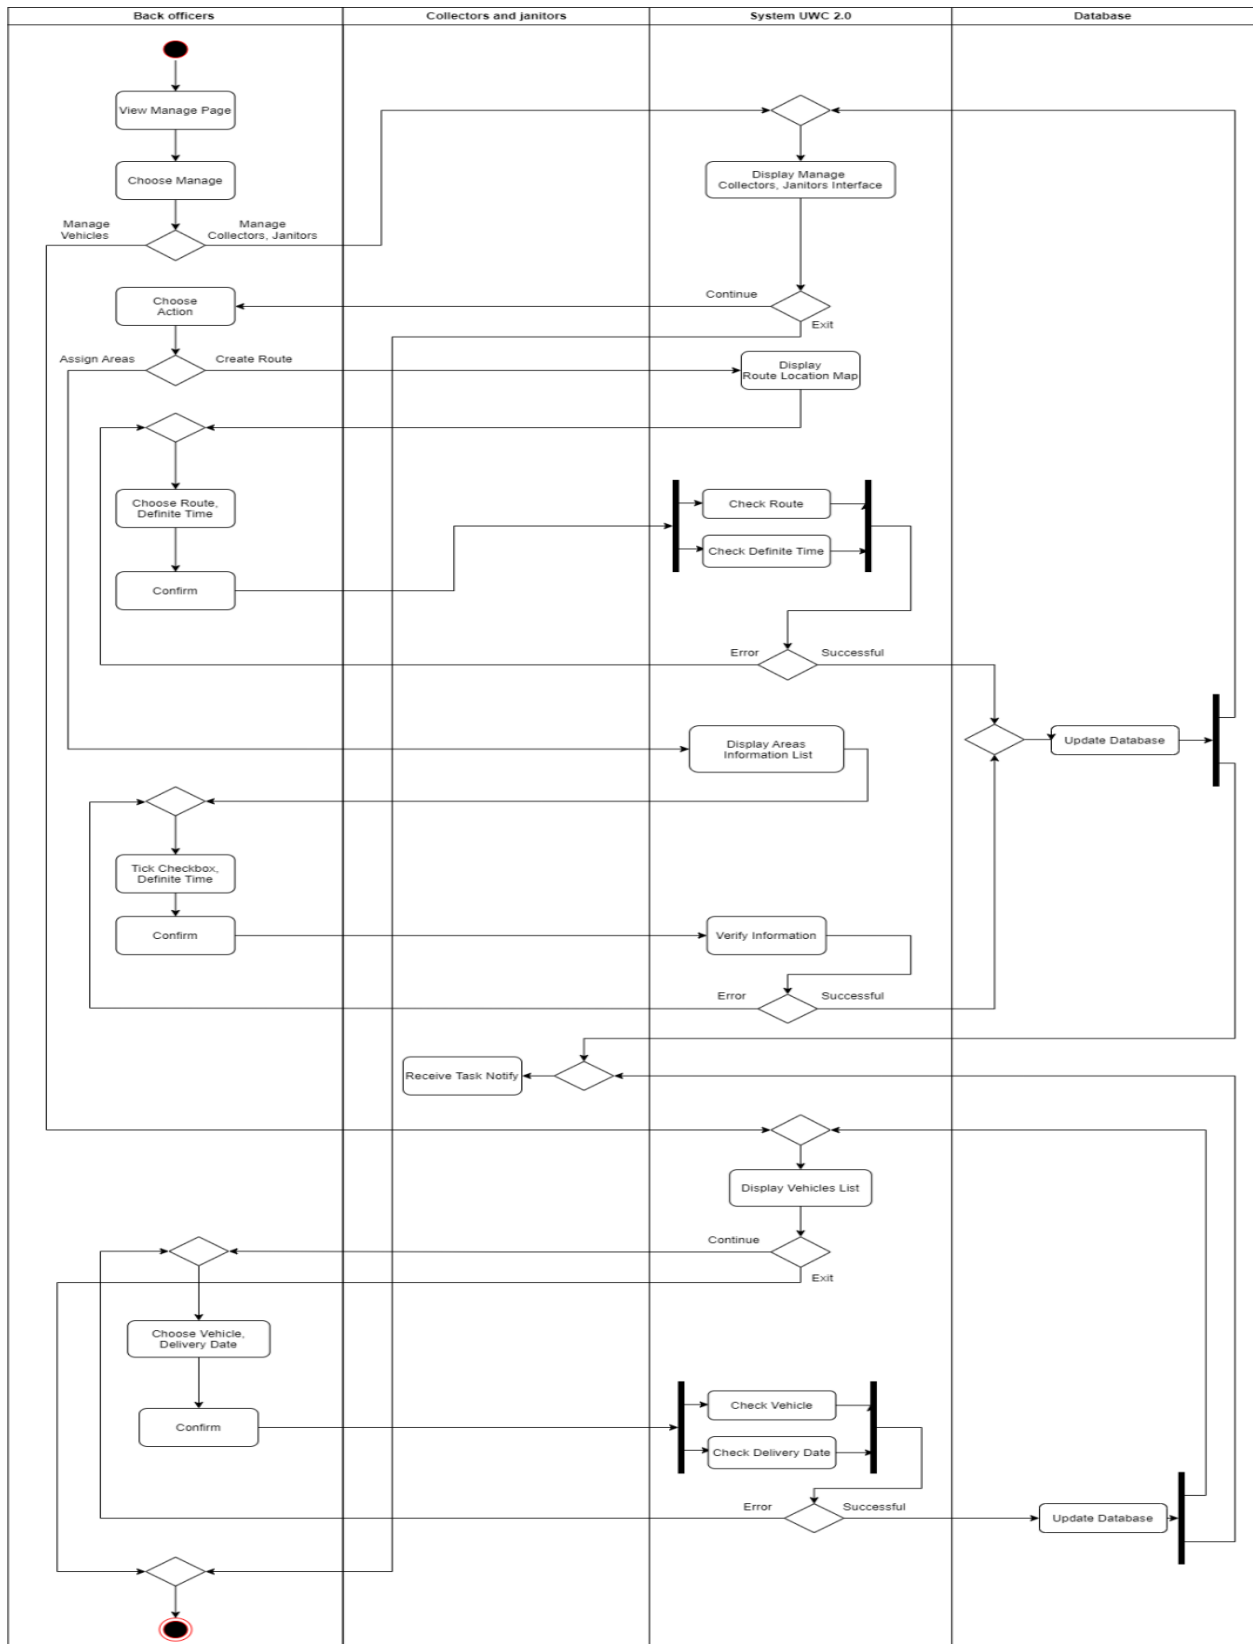 Back officers
Collectors and janitors
System UWC 2.0
Database
View Manage Page
Choose Manage
Display Manage
Collectors, Janitors Interface
Manage
Vehicles
Manage
Collectors, Janitors
Choose
Action
Continue
Exit
Assign Areas
Create Route
Display
Route Location Map
Choose Route,
Definite Time
Check Route
Check Definite Time
Confirm
Error
Successful
Display Areas
Information List
Update Database
Tick Checkbox,
Definite Time
Confirm
Verify Information
Error
Successful
Receive Task Notify
Display Vehicles List
Continue
Exit
Choose Vehicle,
Delivery Date
Check Vehicle
Confirm
Check Delivery Date
Error
Successful
Update Database